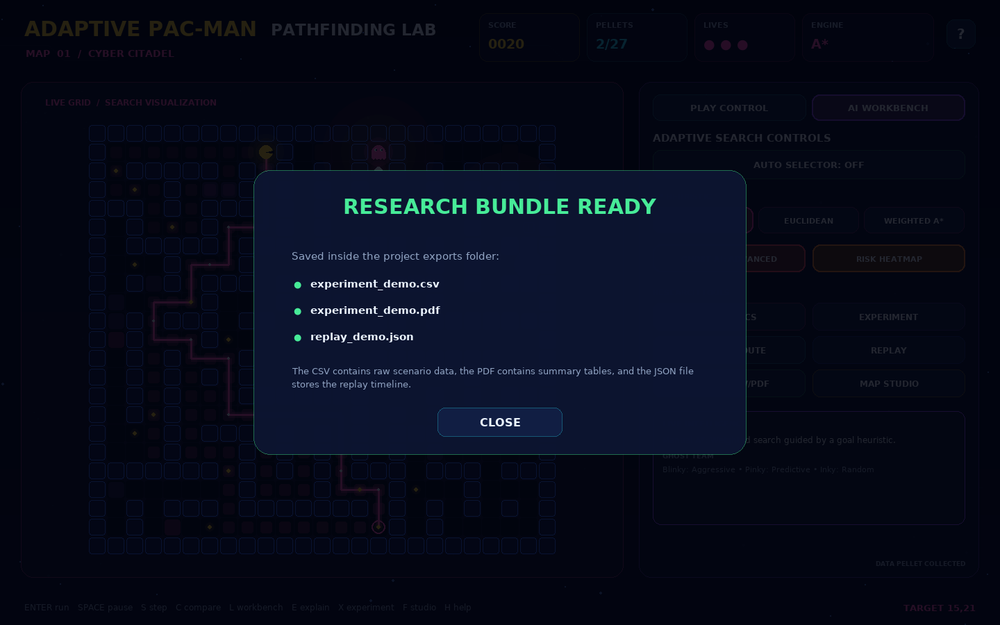 ADAPTIVE PAC-MAN PATHFINDING LAB
MAP 01 / CYBER CITADEL
SCORE
0020
PELLETS
2/27
LIVES
ENGINE
A*
?
LIVE GRID / SEARCH VISUALIZATION
PLAY CONTROL
AI WORKBENCH
ADAPTIVE SEARCH CONTROLS
AUTO SELECTOR: OFF
EUCLIDEAN
WEIGHTED A*
RISK HEATMAP
EXPERIMENT
REPLAY
/PDF
MAP STUDIO
RESEARCH BUNDLE READY
Saved inside the project exports folder:
experiment_demo.csv
experiment_demo.pdf
replay_demo.json
The CSV contains raw scenario data, the PDF contains summary tables, and the JSON file
stores the replay timeline.
CLOSE
search guided by a goal heuristic.
GHOST TEAM
Blinky: Aggressive • Pinky: Predictive • Inky: Random
DATA PELLET COLLECTED
ENTER run SPACE pause S step C compare L workbench E explain X experiment F studio H help
TARGET 15,21